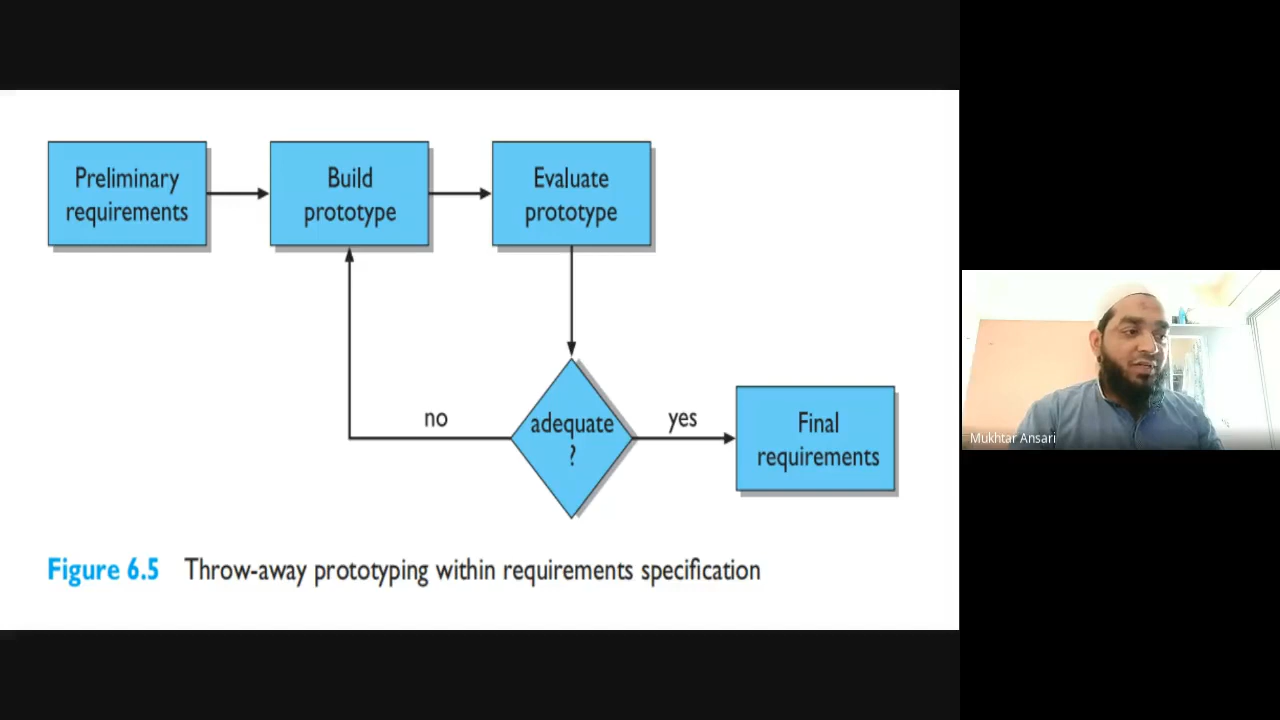 Preliminary
requirements
Build
prototype
Evaluate
prototype
adequate
?
no
yes
Final
requirements
Figure 6.5 Throw-away prototyping within requirements specification
Mukhtar Ansari